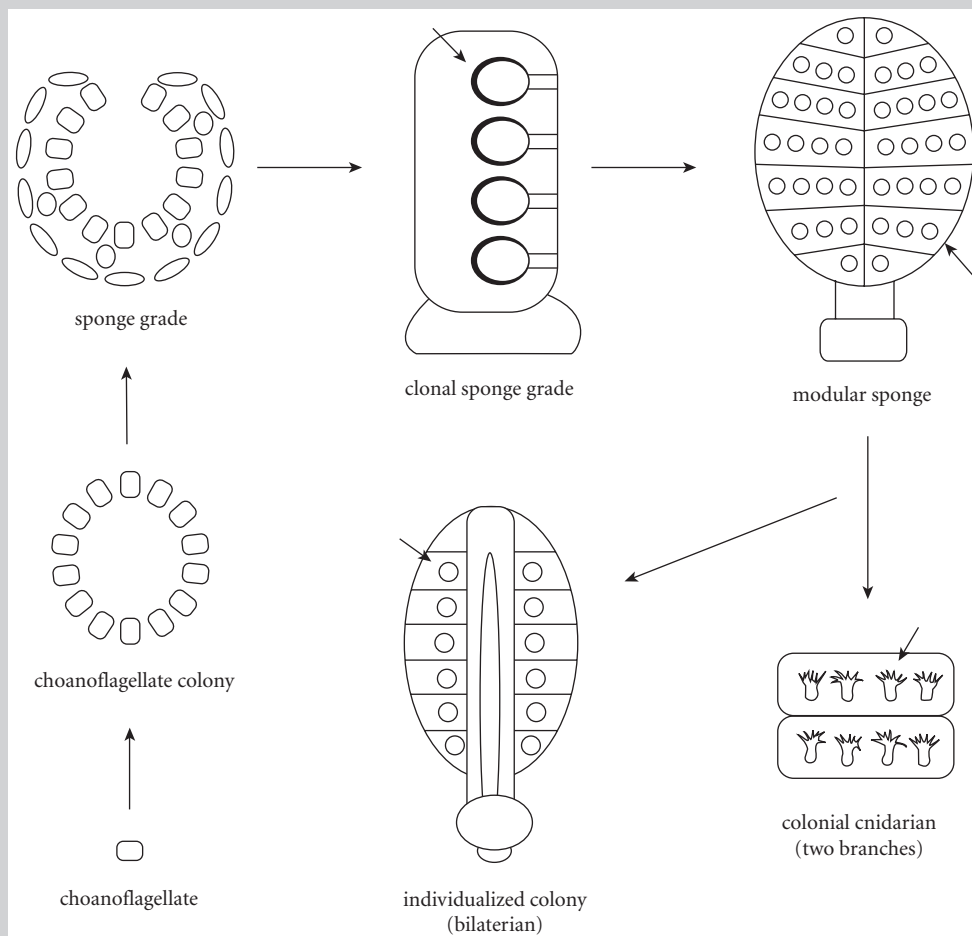 sponge grade
clonal sponge grade
modular sponge
choanoflagellate colony
colonial cnidarian
(two branches)
choanoflagellate
individualized colony
(bilaterian)